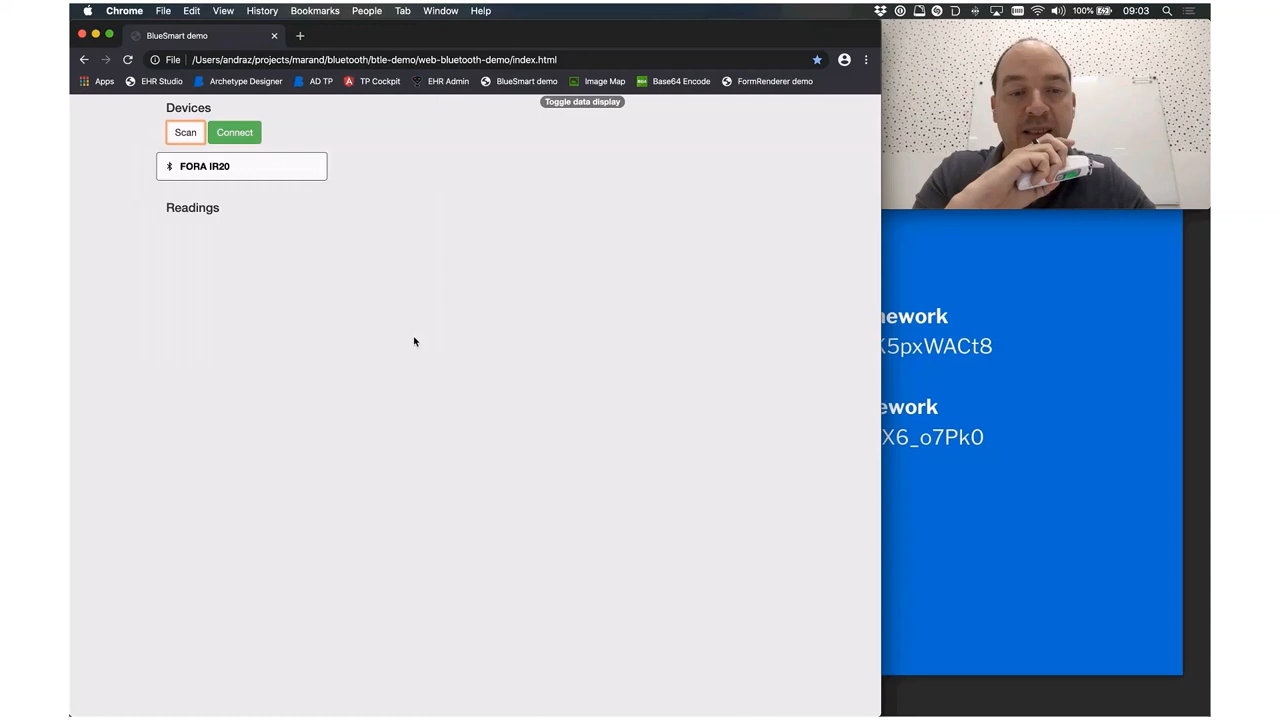 Chrome File Edit View History Bookmarks People Tab Window Help 100% 09:03
BlueSmart demo
File /Users/andraz/projects/marand/bluetooth/btle-demo/web-bluetooth-demo/index.html
Apps EHR Studio Archetype Designer AD TP TP Cockpit EHR Admin BlueSmart demo Image Map Base64 Encode FormRenderer demo
Devices
Toggle data display
Scan Connect
FORA IR20
Readings
ework
K5pxWACt8
ework
X6_o7Pk0